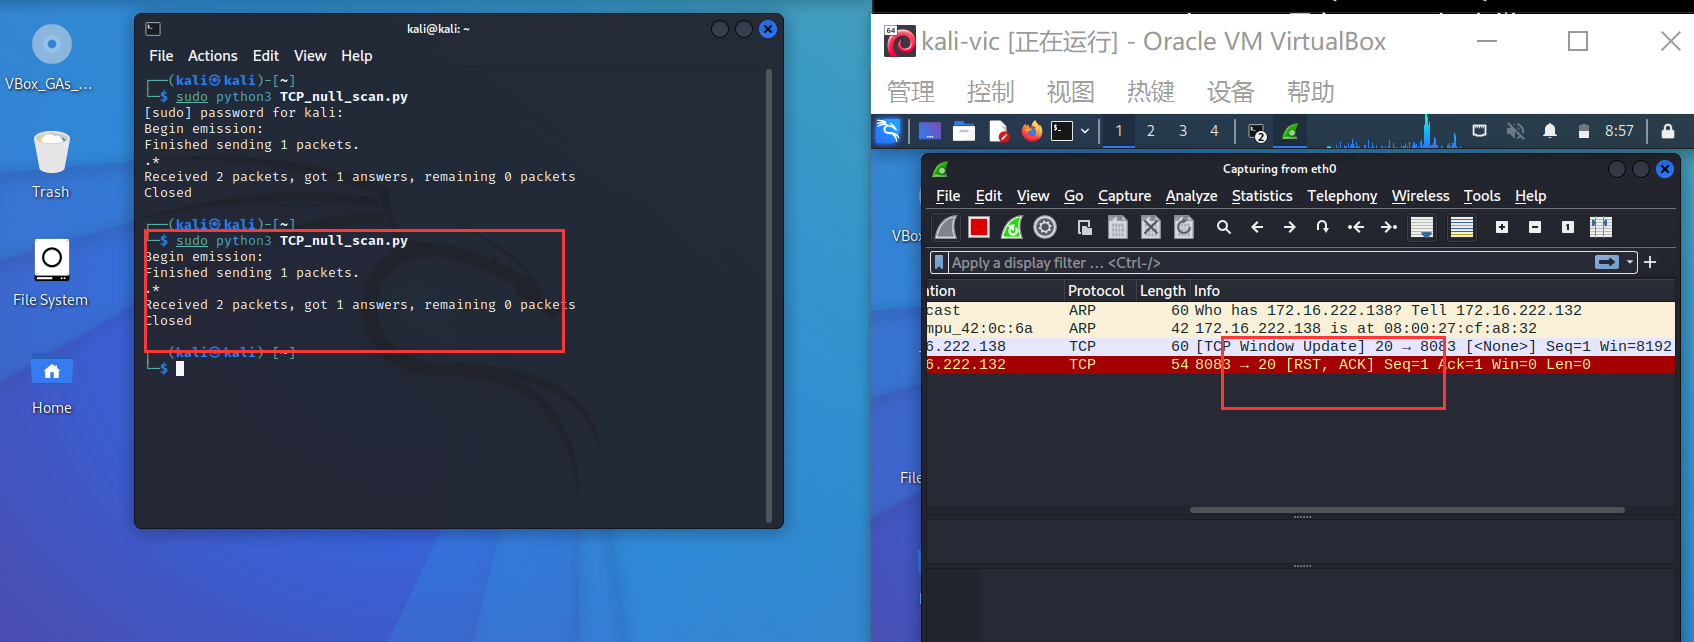 VBox_GAs_...
Trash
File System
Home
kali@kali: ~
File Actions Edit View Help
┌──(kali㉿kali)-[~]
└─$ sudo python3 TCP_null_scan.py
[sudo] password for kali:
Begin emission:
Finished sending 1 packets.
.*
Received 2 packets, got 1 answers, remaining 0 packets
Closed
┌──(kali㉿kali)-[~]
└─$ sudo python3 TCP_null_scan.py
Begin emission:
Finished sending 1 packets.
.*
Received 2 packets, got 1 answers, remaining 0 packets
Closed
┌──(kali㉿kali)-[~]
└─$
64
kali-vic [正在运行] - Oracle VM VirtualBox
管理 控制 视图 热键 设备 帮助
1 2 3 4 2 8:57
VBox
File
Capturing from eth0
File Edit View Go Capture Analyze Statistics Telephony Wireless Tools Help
Apply a display filter ... <Ctrl-/>
ation Protocol Length Info
cast ARP 60 Who has 172.16.222.138? Tell 172.16.222.132
mpu_42:0c:6a ARP 42 172.16.222.138 is at 08:00:27:cf:a8:32
6.222.138 TCP 60 [TCP Window Update] 20 → 8083 [<None>] Seq=1 Win=8192
6.222.132 TCP 54 8083 → 20 [RST, ACK] Seq=1 Ack=1 Win=0 Len=0